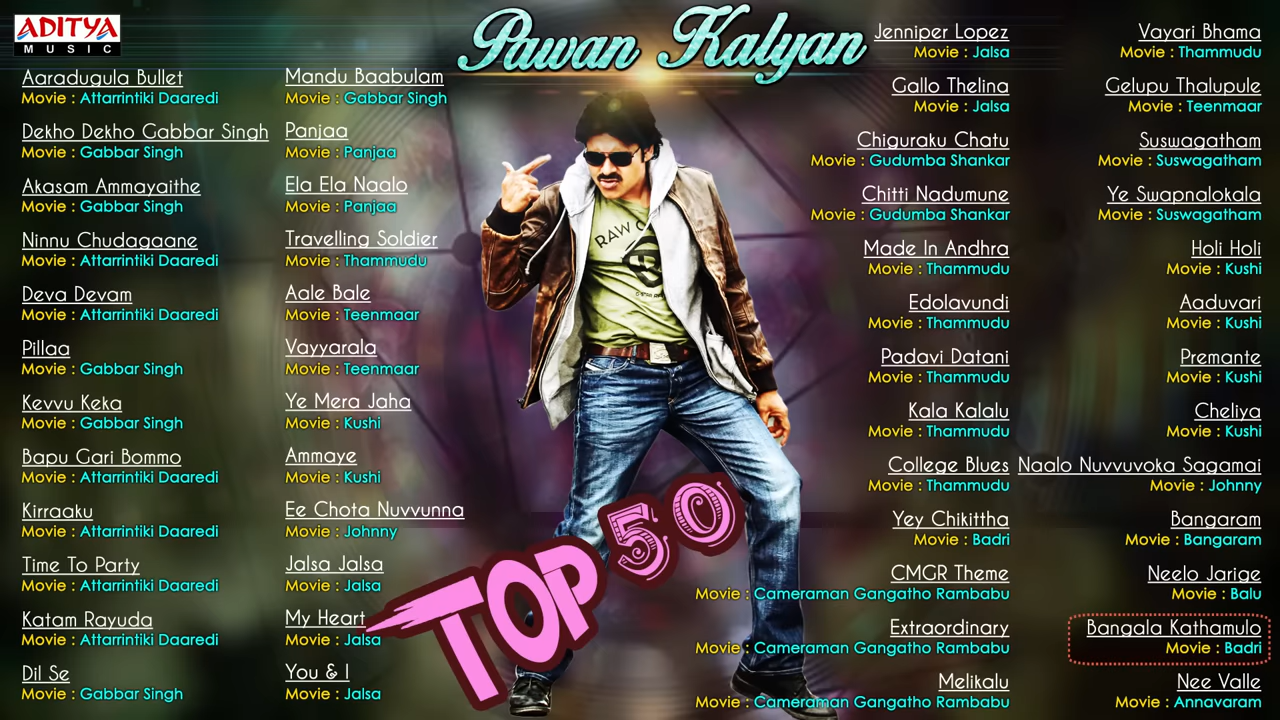 ADITYA
MUSIC
Pawan Kalyan
Aaradugula Bullet
Movie : Attarrintiki Daaredi
Dekho Dekho Gabbar Singh
Movie : Gabbar Singh
Akasam Ammayaithe
Movie : Gabbar Singh
Ninnu Chudagaane
Movie : Attarrintiki Daaredi
Deva Devam
Movie : Attarrintiki Daaredi
Pillaa
Movie : Gabbar Singh
Kevvu Keka
Movie : Gabbar Singh
Bapu Gari Bommo
Movie : Attarrintiki Daaredi
Kirraaku
Movie : Attarrintiki Daaredi
Time To Party
Movie : Attarrintiki Daaredi
Katam Rayuda
Movie : Attarrintiki Daaredi
Dil Se
Movie : Gabbar Singh
Mandu Baabulam
Movie : Gabbar Singh
Panjaa
Movie : Panjaa
Ela Ela Naalo
Movie : Panjaa
Travelling Soldier
Movie : Thammudu
Aale Bale
Movie : Teenmaar
Vayyarala
Movie : Teenmaar
Ye Mera Jaha
Movie : Kushi
Ammaye
Movie : Kushi
Ee Chota Nuvvunna
Movie : Johnny
Jalsa Jalsa
Movie : Jalsa
My Heart
Movie : Jalsa
You & I
Movie : Jalsa
RAW
TOP 50
Jenniper Lopez
Movie : Jalsa
Gallo Thelina
Movie : Jalsa
Chiguraku Chatu
Movie : Gudumba Shankar
Chitti Nadumune
Movie : Gudumba Shankar
Made In Andhra
Movie : Thammudu
Edolavundi
Movie : Thammudu
Padavi Datani
Movie : Thammudu
Kala Kalalu
Movie : Thammudu
College Blues
Movie : Thammudu
Yey Chikittha
Movie : Badri
CMGR Theme
Movie : Cameraman Gangatho Rambabu
Extraordinary
Movie : Cameraman Gangatho Rambabu
Melikalu
Movie : Cameraman Gangatho Rambabu
Vayari Bhama
Movie : Thammudu
Gelupu Thalupule
Movie : Teenmaar
Suswagatham
Movie : Suswagatham
Ye Swapnalokala
Movie : Suswagatham
Holi Holi
Movie : Kushi
Aaduvari
Movie : Kushi
Premante
Movie : Kushi
Cheliya
Movie : Kushi
Naalo Nuvvuvoka Sagamai
Movie : Johnny
Bangaram
Movie : Bangaram
Neelo Jarige
Movie : Balu
Bangala Kathamulo
Movie : Badri
Nee Valle
Movie : Annavaram